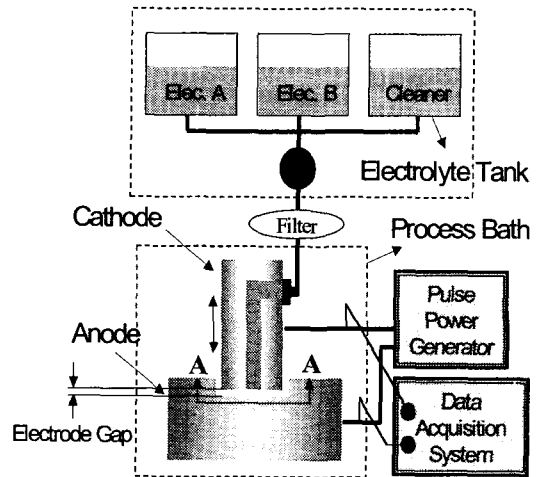 Elec. A
Elec. B
Cleaner
Electrolyte Tank
Cathode
Filter
Process Bath
Pulse
Power
Generator
Anode
A
A
Data
Acquisition
System
Electrode Gap